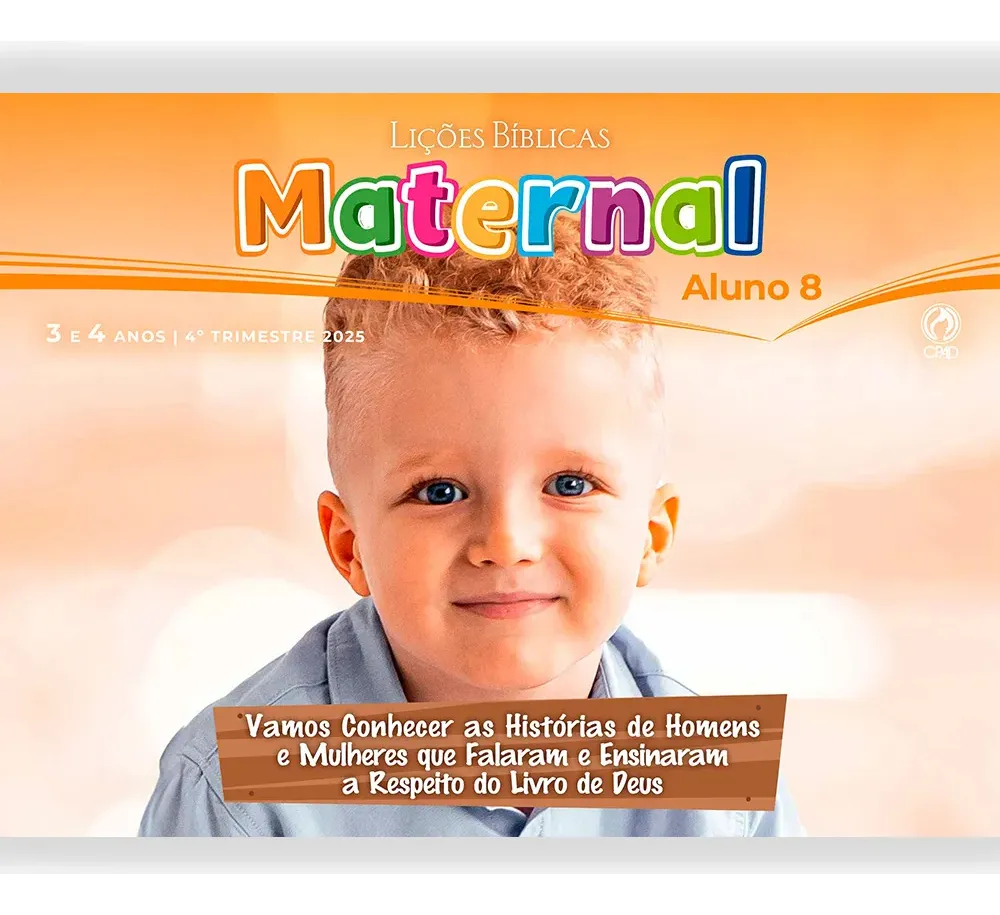 Lições Bíblicas
Maternal
Aluno 8
3 e 4 anos | 4º trimestre 2025
CPAD
Vamos Conhecer as Histórias de Homens
e Mulheres que Falaram e Ensinaram
a Respeito do Livro de Deus